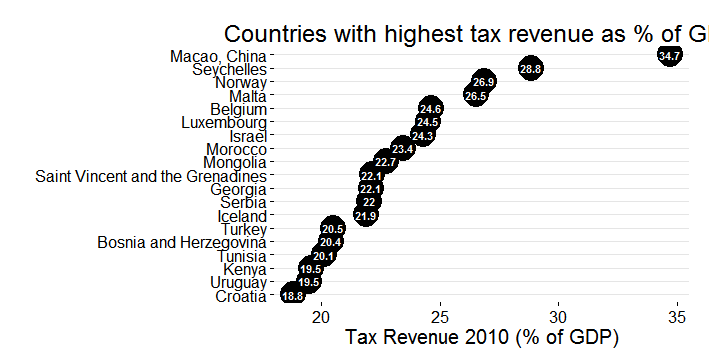 Countries with highest tax revenue as % of G
Macao, China 34.7
Seychelles 28.8
Norway 26.9
Malta 26.5
Belgium 24.6
Luxembourg 24.5
Israel 24.3
Morocco 23.4
Mongolia 22.7
Saint Vincent and the Grenadines 22.1
Georgia 22.1
Serbia 22
Iceland 21.9
Turkey 20.5
Bosnia and Herzegovina 20.4
Tunisia 20.1
Kenya 19.5
Uruguay 19.5
Croatia 18.8
20 25 30 35
Tax Revenue 2010 (% of GDP)